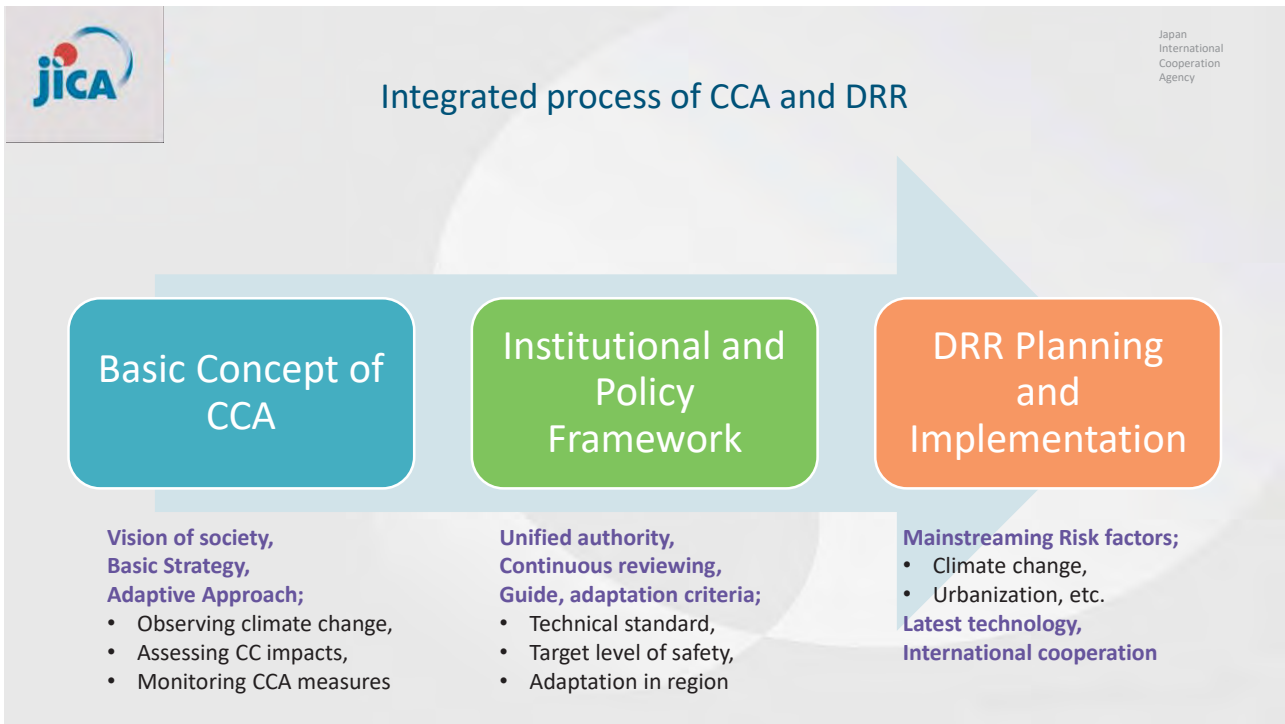 jICA
Japan
International
Cooperation
Agency
Integrated process of CCA and DRR
Basic Concept of
CCA
Institutional and
Policy
Framework
DRR Planning
and
Implementation
Vision of society,
Basic Strategy,
Adaptive Approach;
• Observing climate change,
• Assessing CC impacts,
• Monitoring CCA measures
Unified authority,
Continuous reviewing,
Guide, adaptation criteria;
• Technical standard,
• Target level of safety,
• Adaptation in region
Mainstreaming Risk factors;
• Climate change,
• Urbanization, etc.
Latest technology,
International cooperation